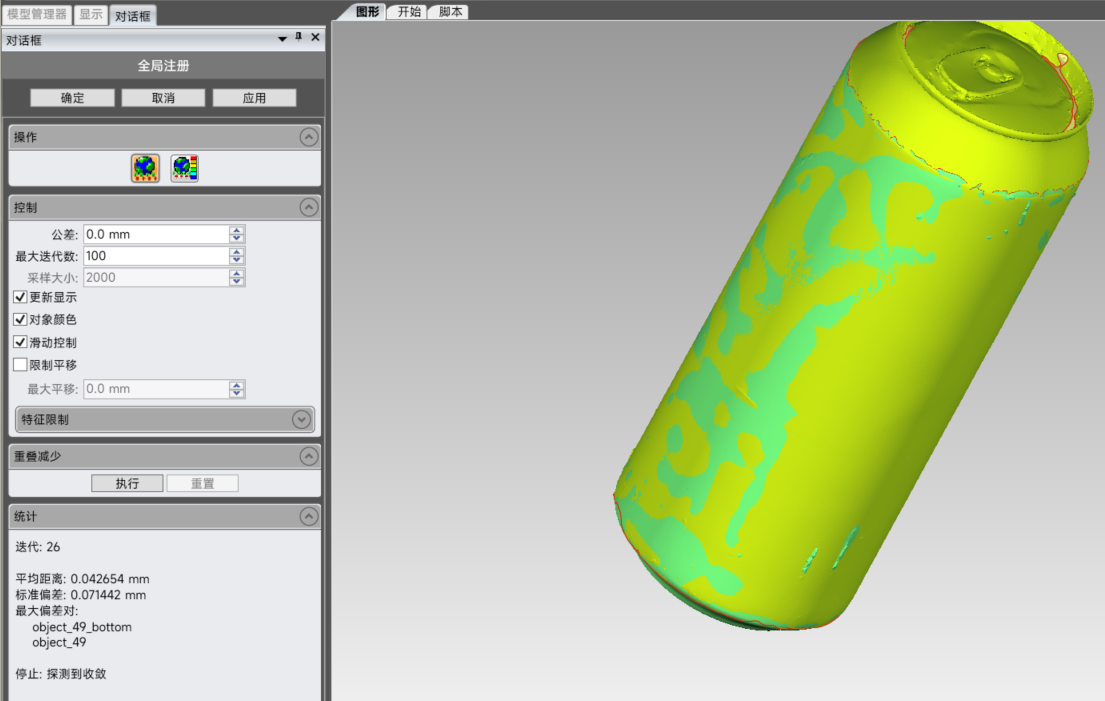 模型管理器 显示 对话框
图形 开始 脚本
对话框
全局注册
确定 取消 应用
操作
控制
公差: 0.0 mm
最大迭代数: 100
采样大小: 2000
更新显示
对象颜色
滑动控制
限制平移
最大平移: 0.0 mm
特征限制
重叠减少
执行 重置
统计
迭代: 26
平均距离: 0.042654 mm
标准偏差: 0.071442 mm
最大偏差对:
object_49_bottom
object_49
停止: 探测到收敛